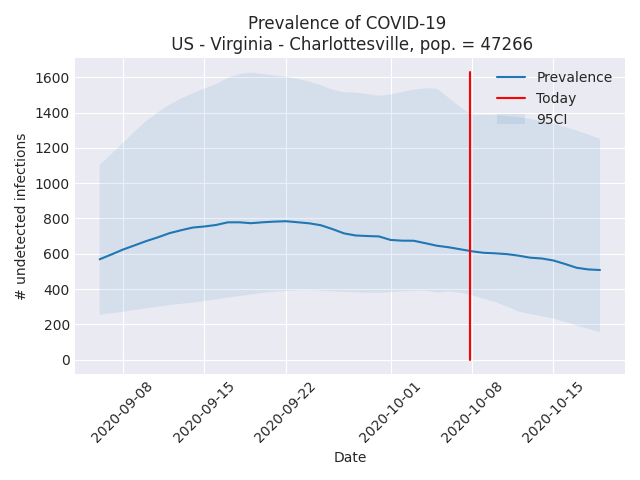 Prevalence of COVID-19
US - Virginia - Charlottesville, pop. = 47266
# undetected infections
1600
1400
1200
1000
800
600
400
200
0
Prevalence
Today
95CI
2020-09-08
2020-09-15
2020-09-22
2020-10-01
2020-10-08
2020-10-15
Date